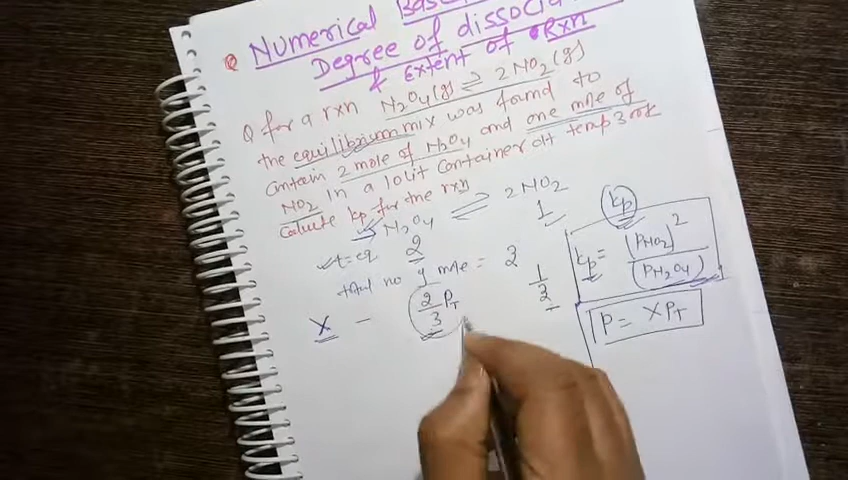 Numerical Base
Degree of dissocia
& Extent of Rxn
Q for a rxn N2O4(g) ⇌ 2NO2(g)
the equilibrium mix was found to
Contain 2 mole of N2O4 and one mole of
NO2 in a 10 lit Container at temp
Calculate kp for the rxn
N2O4 ⇌ 2NO2
t=eq 2 1
total no of mole = 3
x - 2/3 PT 1/3
kp
kp = (PNO2)^2 / (PN2O4)
P = XPT